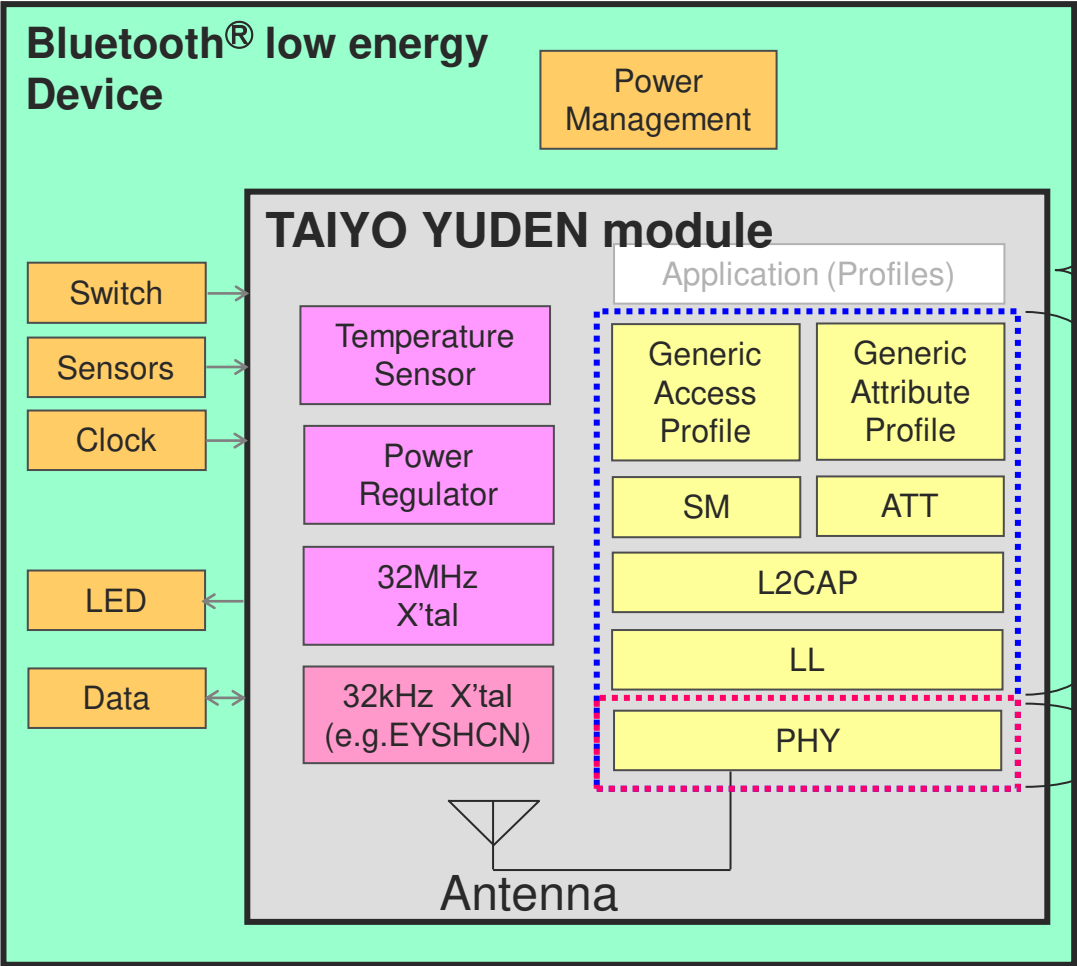 Bluetooth® low energy
Device
Power
Management
TAIYO YUDEN module
Application (Profiles)
Switch
Sensors
Clock
LED
Data
Temperature
Sensor
Power
Regulator
32MHz
X’tal
32kHz X’tal
(e.g.EYSHCN)
Generic
Access
Profile
Generic
Attribute
Profile
SM
ATT
L2CAP
LL
PHY
Antenna